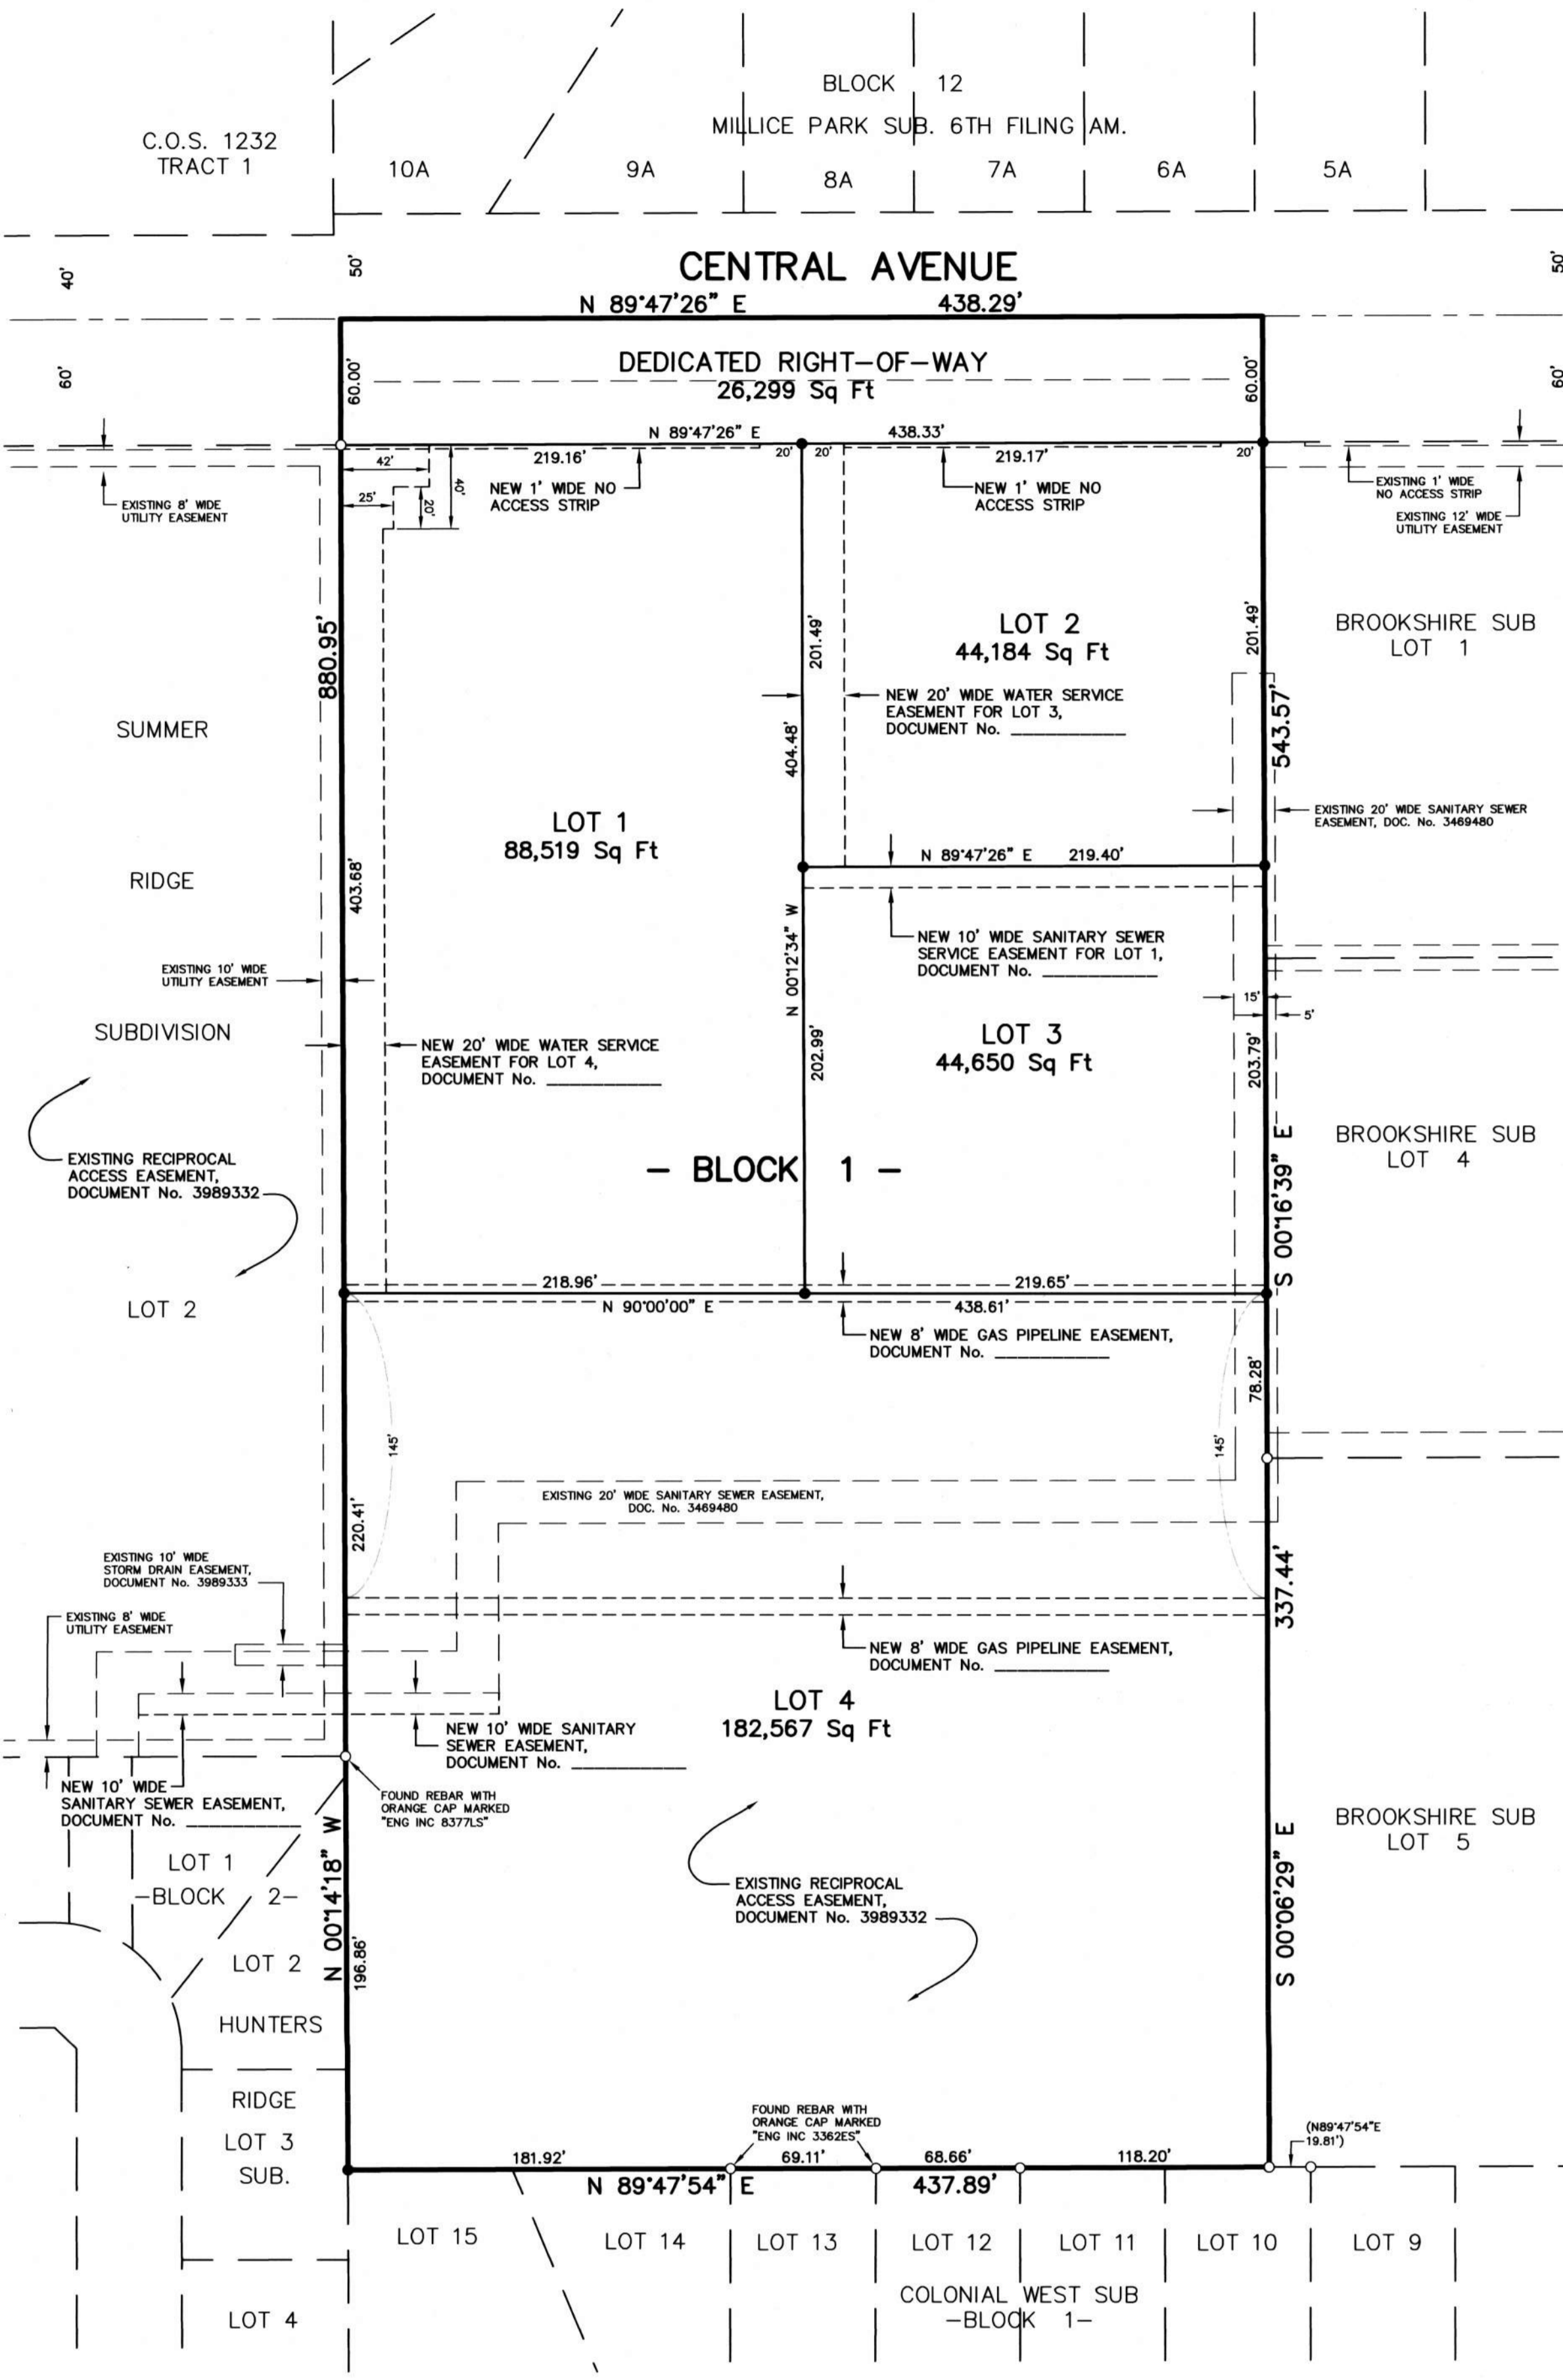 BLOCK 12
MILLICE PARK SUB. 6TH FILING AM.
C.O.S. 1232
TRACT 1
10A
9A
8A
7A
6A
5A
40'
50'
CENTRAL AVENUE
50'
N 89°47'26" E 438.29'
60'
60.00'
DEDICATED RIGHT-OF-WAY
26,299 Sq Ft
60.00'
60'
N 89°47'26" E 438.33'
42'
219.16'
20'
20'
219.17'
20'
25'
20'
40'
NEW 1' WIDE NO
ACCESS STRIP
NEW 1' WIDE NO
ACCESS STRIP
EXISTING 8' WIDE
UTILITY EASEMENT
EXISTING 1' WIDE
NO ACCESS STRIP
EXISTING 12' WIDE
UTILITY EASEMENT
880.95'
201.49'
LOT 2
44,184 Sq Ft
201.49'
BROOKSHIRE SUB
LOT 1
NEW 20' WIDE WATER SERVICE
EASEMENT FOR LOT 3,
DOCUMENT No. __________
543.57'
SUMMER
404.48'
LOT 1
88,519 Sq Ft
EXISTING 20' WIDE SANITARY SEWER
EASEMENT, DOC. No. 3469480
N 89°47'26" E 219.40'
RIDGE
403.68'
N 00°12'34" W
NEW 10' WIDE SANITARY SEWER
SERVICE EASEMENT FOR LOT 1,
DOCUMENT No. __________
EXISTING 10' WIDE
UTILITY EASEMENT
15'
5'
SUBDIVISION
NEW 20' WIDE WATER SERVICE
EASEMENT FOR LOT 4,
DOCUMENT No. __________
202.99'
LOT 3
44,650 Sq Ft
203.79'
EXISTING RECIPROCAL
ACCESS EASEMENT,
DOCUMENT No. 3989332
- BLOCK 1 -
S 00°16'39" E
BROOKSHIRE SUB
LOT 4
218.96'
219.65'
LOT 2
N 90°00'00" E
438.61'
NEW 8' WIDE GAS PIPELINE EASEMENT,
DOCUMENT No. __________
78.28'
145'
145'
EXISTING 20' WIDE SANITARY SEWER EASEMENT,
DOC. No. 3469480
220.41'
337.44'
EXISTING 10' WIDE
STORM DRAIN EASEMENT,
DOCUMENT No. 3989333
EXISTING 8' WIDE
UTILITY EASEMENT
NEW 8' WIDE GAS PIPELINE EASEMENT,
DOCUMENT No. __________
LOT 4
182,567 Sq Ft
NEW 10' WIDE SANITARY
SEWER EASEMENT,
DOCUMENT No. __________
NEW 10' WIDE
SANITARY SEWER EASEMENT,
DOCUMENT No. __________
FOUND REBAR WITH
ORANGE CAP MARKED
"ENG INC 8377LS"
BROOKSHIRE SUB
LOT 5
LOT 1
-BLOCK 2-
N 00°14'18" W
196.86'
EXISTING RECIPROCAL
ACCESS EASEMENT,
DOCUMENT No. 3989332
S 00°06'29" E
LOT 2
HUNTERS
RIDGE
LOT 3
SUB.
FOUND REBAR WITH
ORANGE CAP MARKED
"ENG INC 3362ES"
(N89°47'54"E
19.81')
181.92'
69.11'
68.66'
118.20'
N 89°47'54" E 437.89'
LOT 15
LOT 14
LOT 13
LOT 12
LOT 11
LOT 10
LOT 9
COLONIAL WEST SUB
-BLOCK 1-
LOT 4